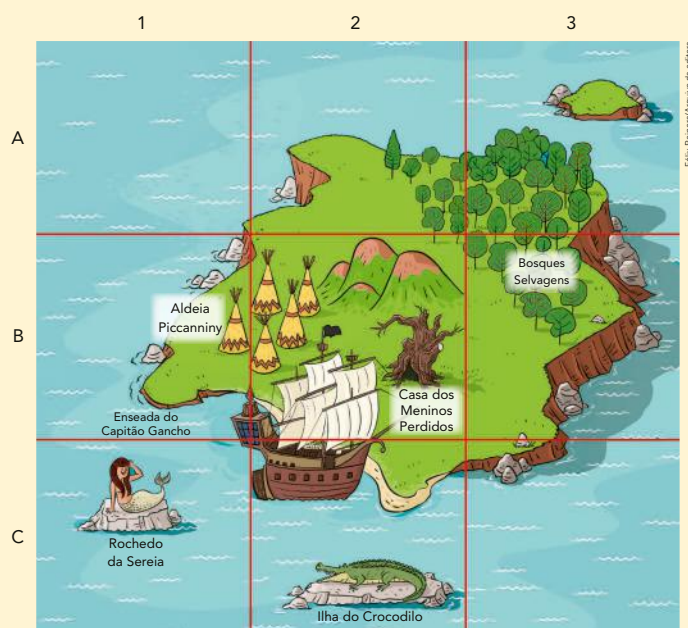 1 2 3
A
Bosques
Selvagens
Aldeia
Piccanniny
B
Casa dos
Meninos
Perdidos
Enseada do
Capitão Gancho
C
Rochedo
da Sereia
Ilha do Crocodilo